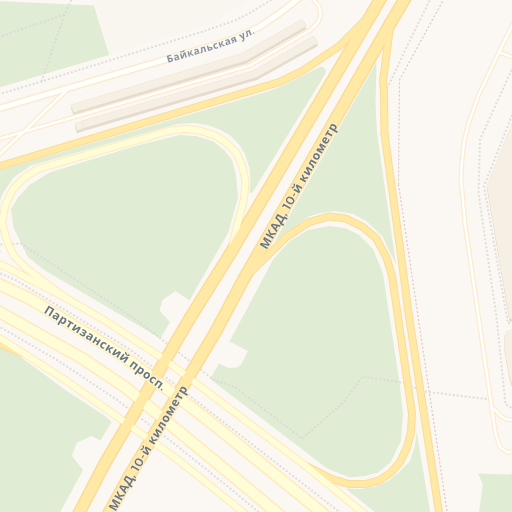 Байкальская ул.
МКАД, 10-й километр
Партизанский просп.
МКАД, 10-й километр